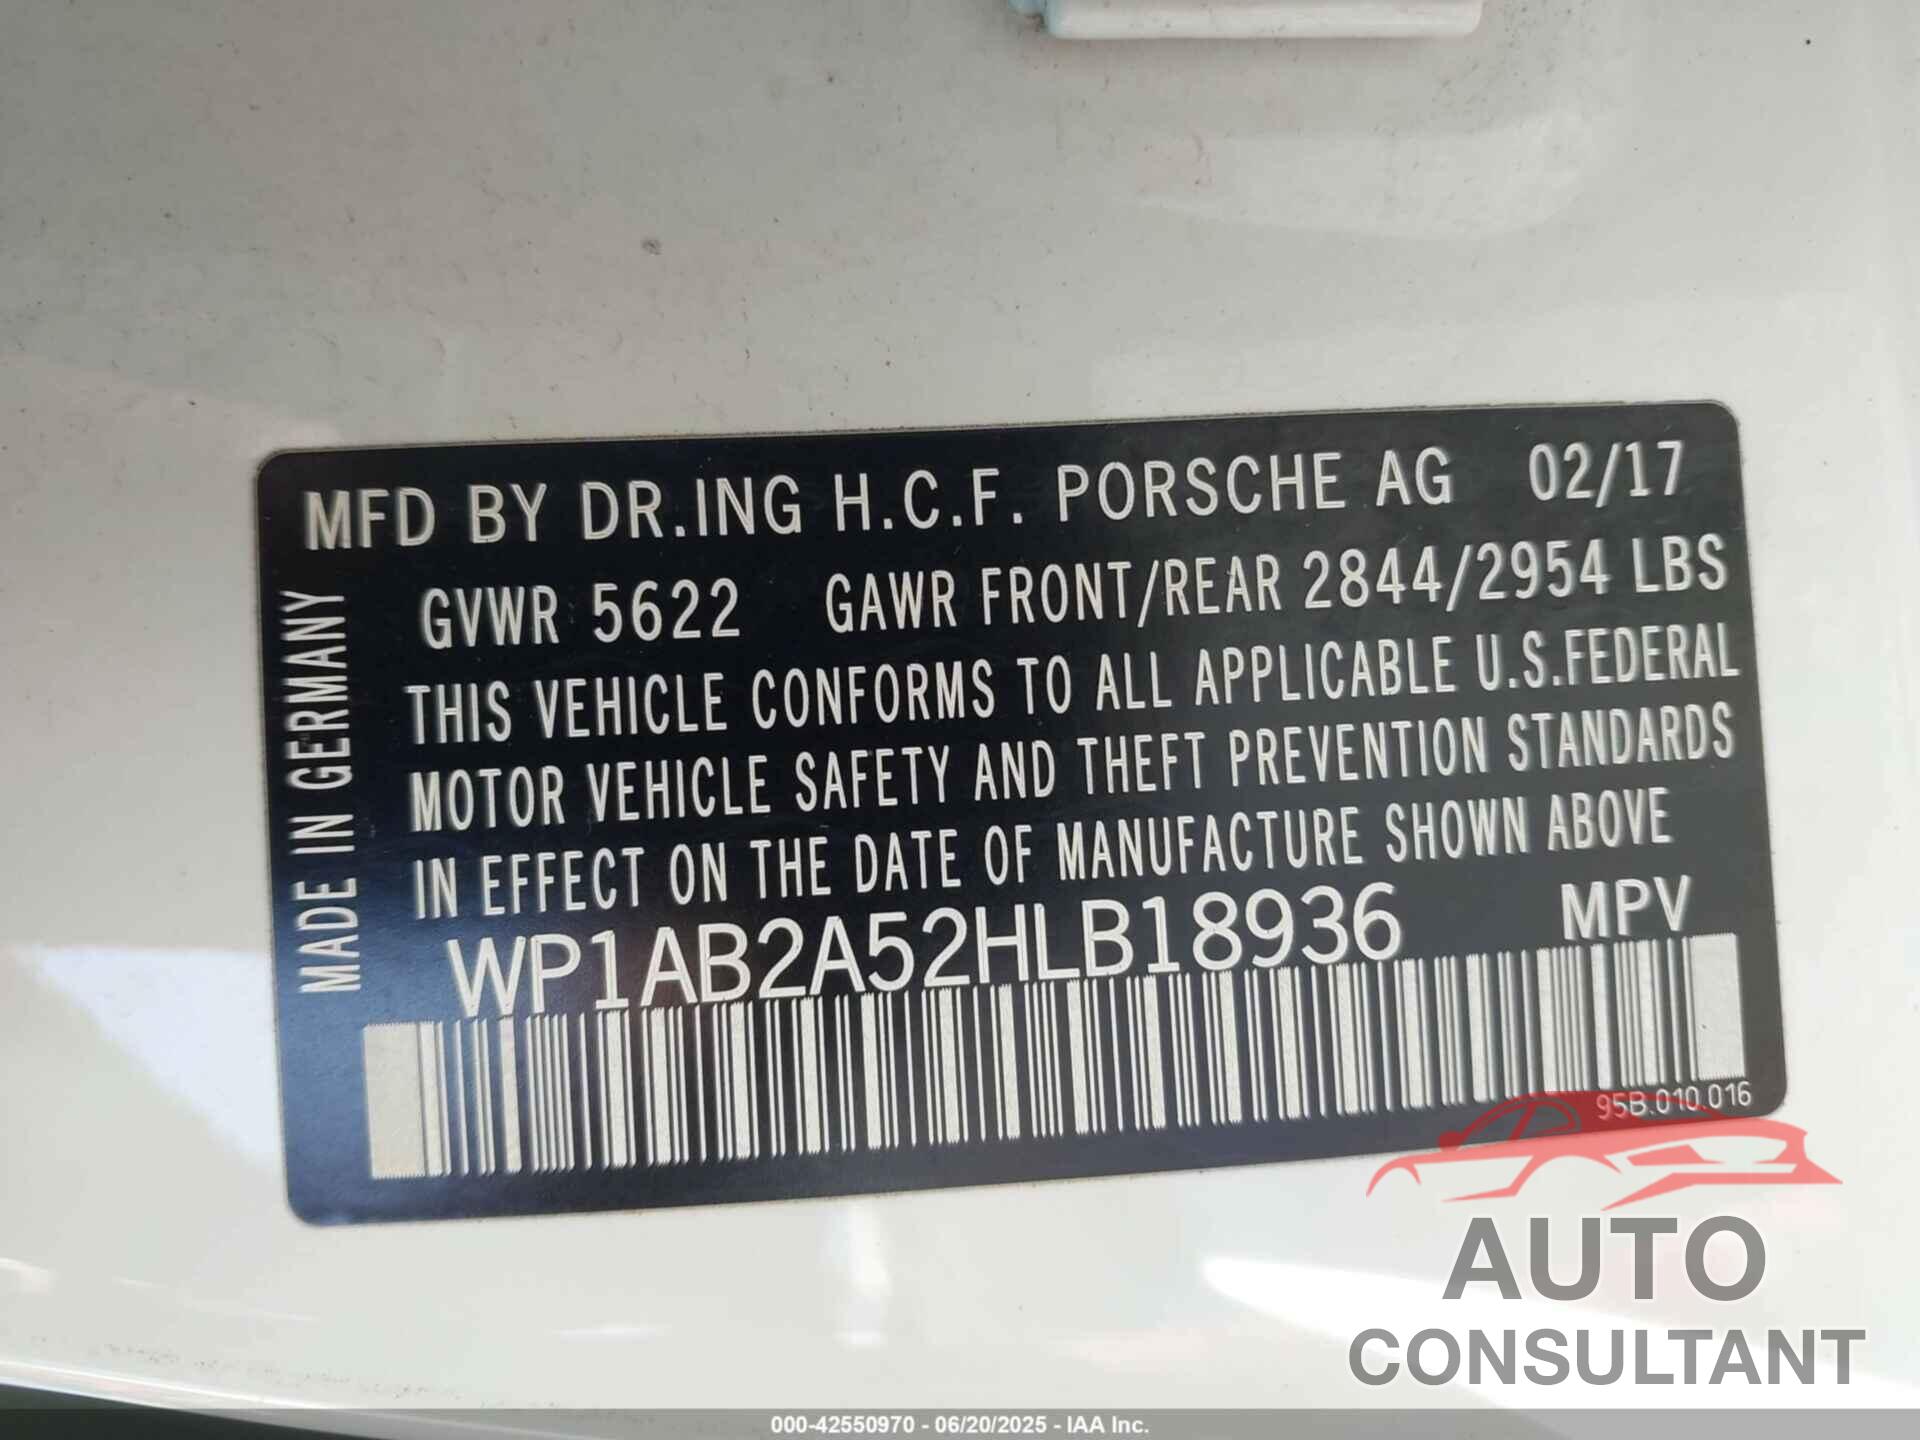 MFD BY DR.ING H.C.F. PORSCHE AG 02/17
GVWR 5622 GAWR FRONT/REAR 2844/2954 LBS
THIS VEHICLE CONFORMS TO ALL APPLICABLE U.S.FEDERAL
MOTOR VEHICLE SAFETY AND THEFT PREVENTION STANDARDS
IN EFFECT ON THE DATE OF MANUFACTURE SHOWN ABOVE
WP1AB2A52HLB18936 MPV
MADE IN GERMANY
95B.010.016
AUTO
CONSULTANT
000-42550970 - 06/20/2025 - IAA Inc.